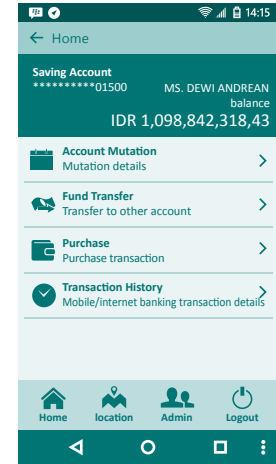 14:15
Home
Saving Account
**********01500
MS. DEWI ANDREAN
balance
IDR 1,098,842,318,43
Account Mutation
Mutation details
Fund Transfer
Transfer to other account
Purchase
Purchase transaction
Transaction History
Mobile/internet banking transaction details
Home location Admin Logout